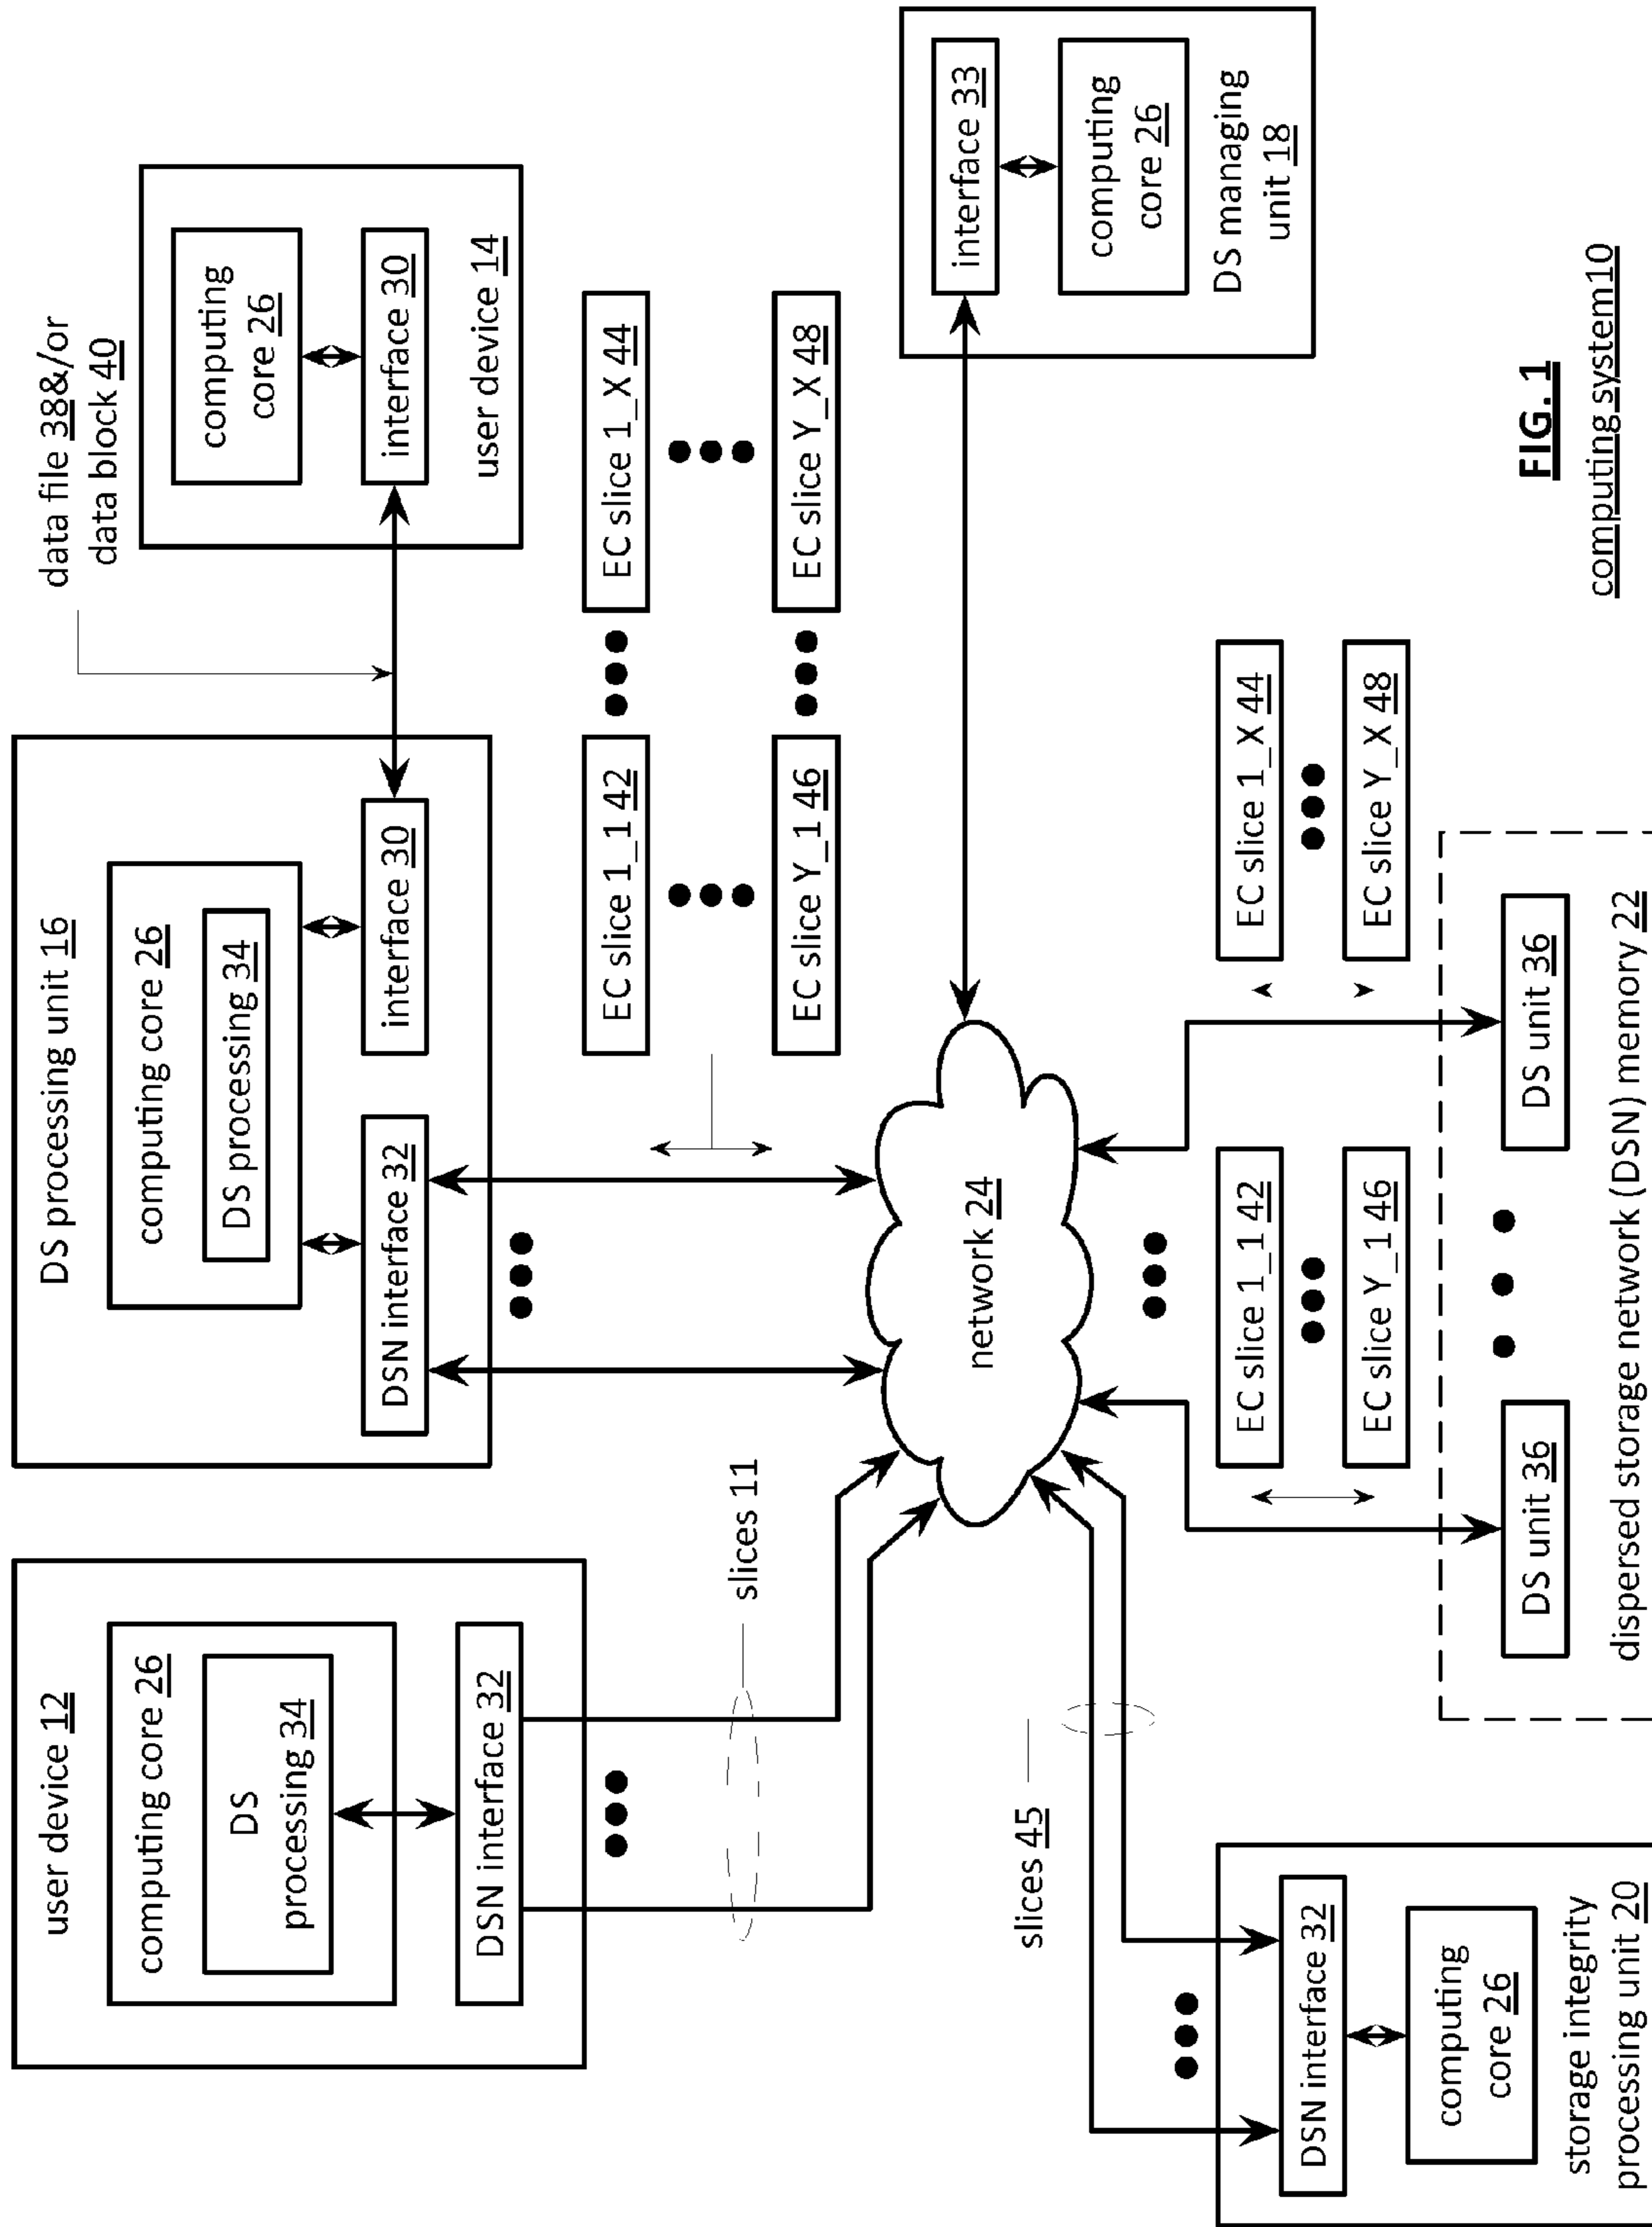 user device 12
computing core 26
DS
processing 34
DSN interface 32
slices 11
DS processing unit 16
computing core 26
DS processing 34
DSN interface 32
interface 30
data file 38&/or
data block 40
computing
core 26
interface 30
user device 14
EC slice 1_1 42
EC slice 1_X 44
EC slice Y_1 46
EC slice Y_X 48
network 24
interface 33
computing
core 26
DS managing
unit 18
slices 45
DSN interface 32
computing
core 26
storage integrity
processing unit 20
EC slice 1_1 42
EC slice Y_1 46
EC slice 1_X 44
EC slice Y_X 48
DS unit 36
DS unit 36
dispersed storage network (DSN) memory 22
FIG. 1
computing system10